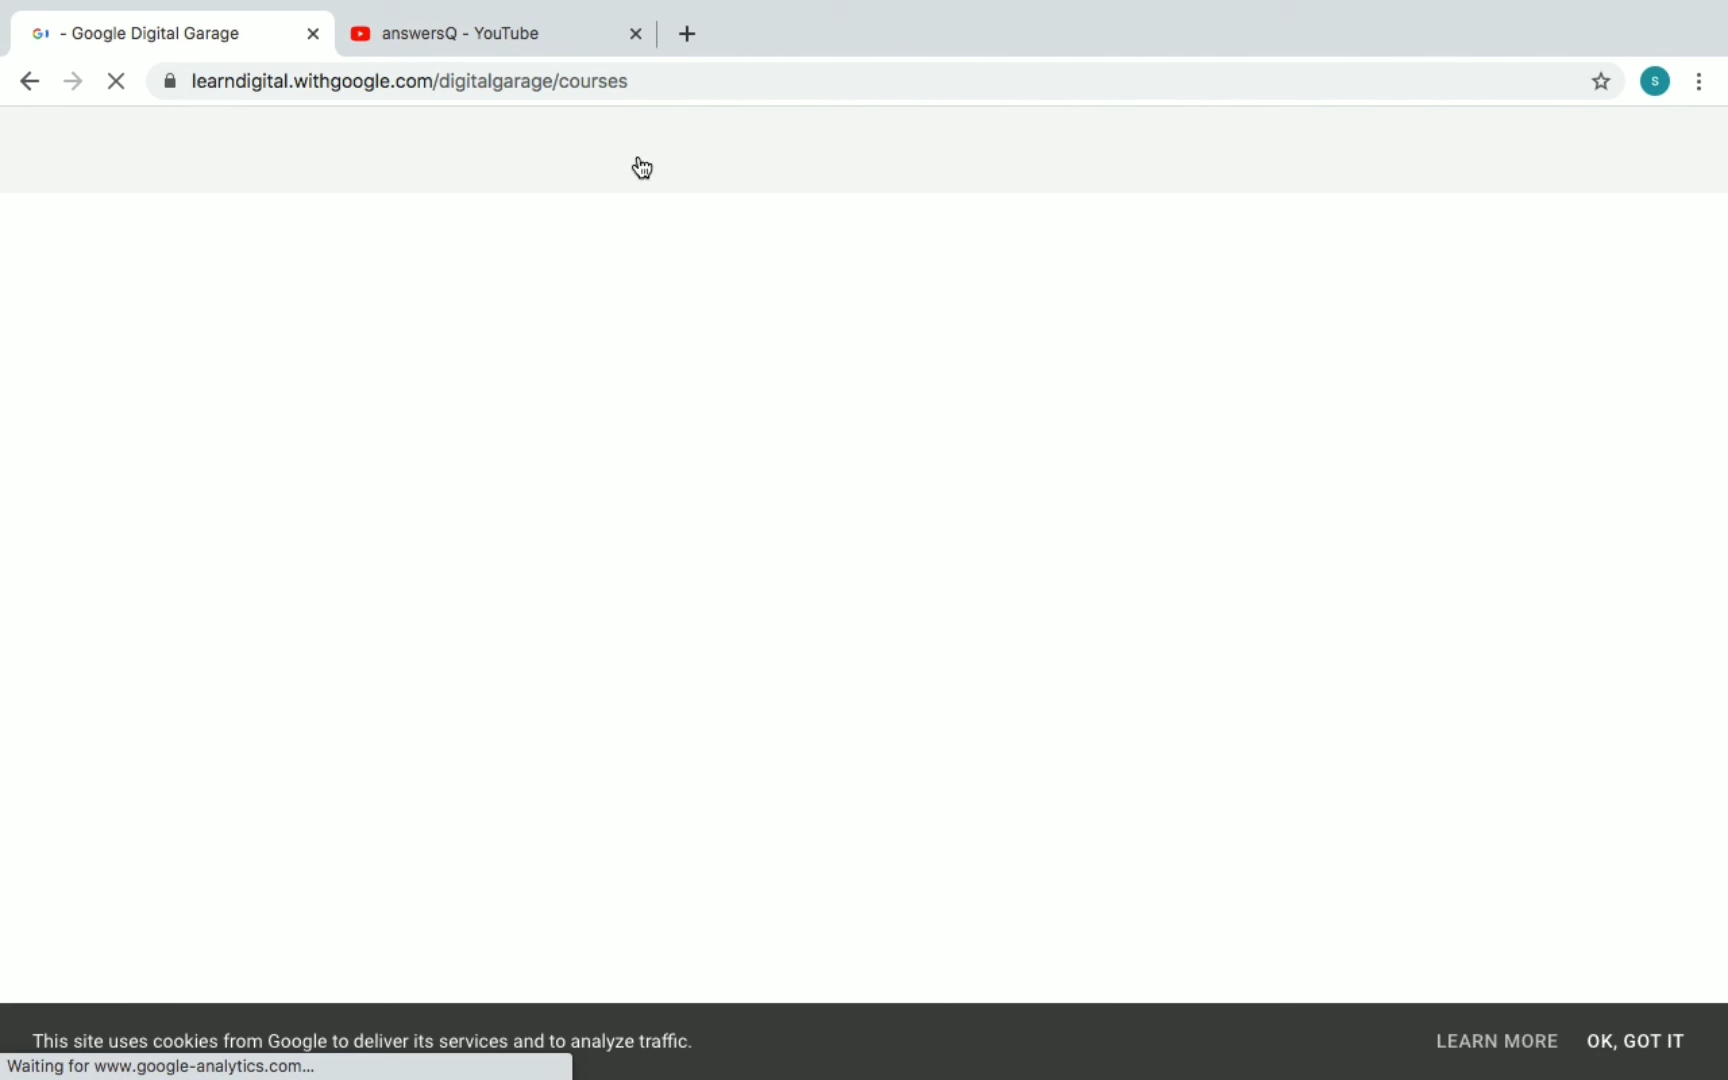 - Google Digital Garage
answersQ - YouTube
learndigital.withgoogle.com/digitalgarage/courses
S
This site uses cookies from Google to deliver its services and to analyze traffic.
LEARN MORE
OK, GOT IT
Waiting for www.google-analytics.com...